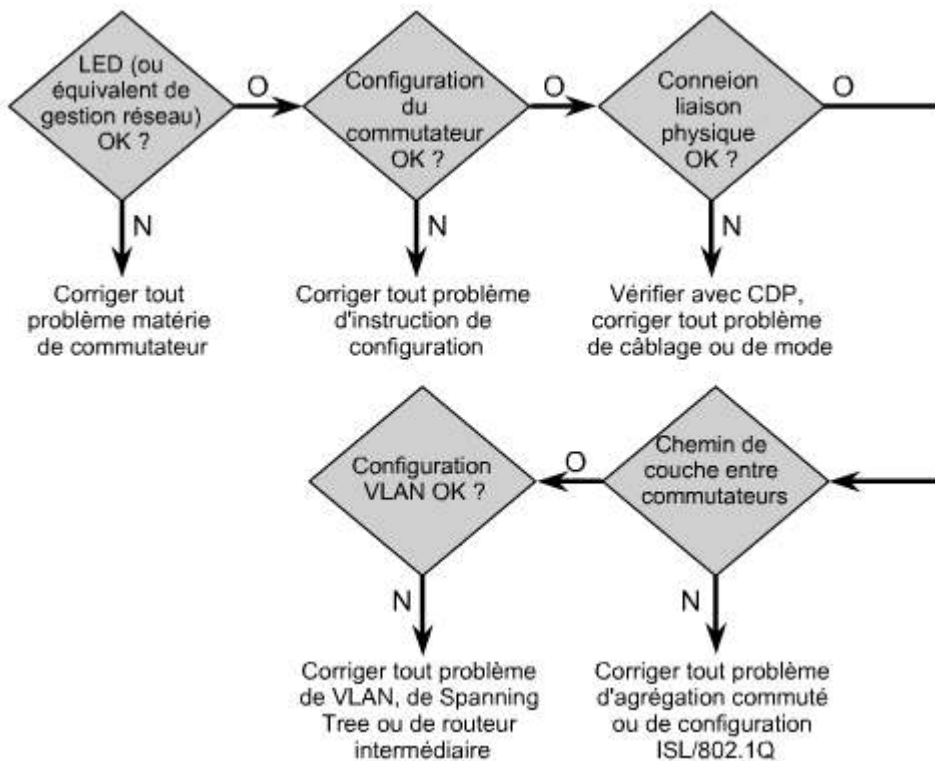 LED (ou
équivalent de
gestion réseau)
OK ?
O
Configuration
du
commutateur
OK ?
O
Conneion
liaison
physique
OK ?
O
N
N
N
Corriger tout
problème matérie
de commutateur
Corriger tout problème
d'instruction de
configuration
Vérifier avec CDP,
corriger tout problème
de câblage ou de mode
Configuration
VLAN OK ?
O
Chemin de
couche entre
commutateurs
N
N
Corriger tout problème
de VLAN, de Spanning
Tree ou de routeur
intermédiaire
Corriger tout problème
d'agrégation commuté
ou de configuration
ISL/802.1Q